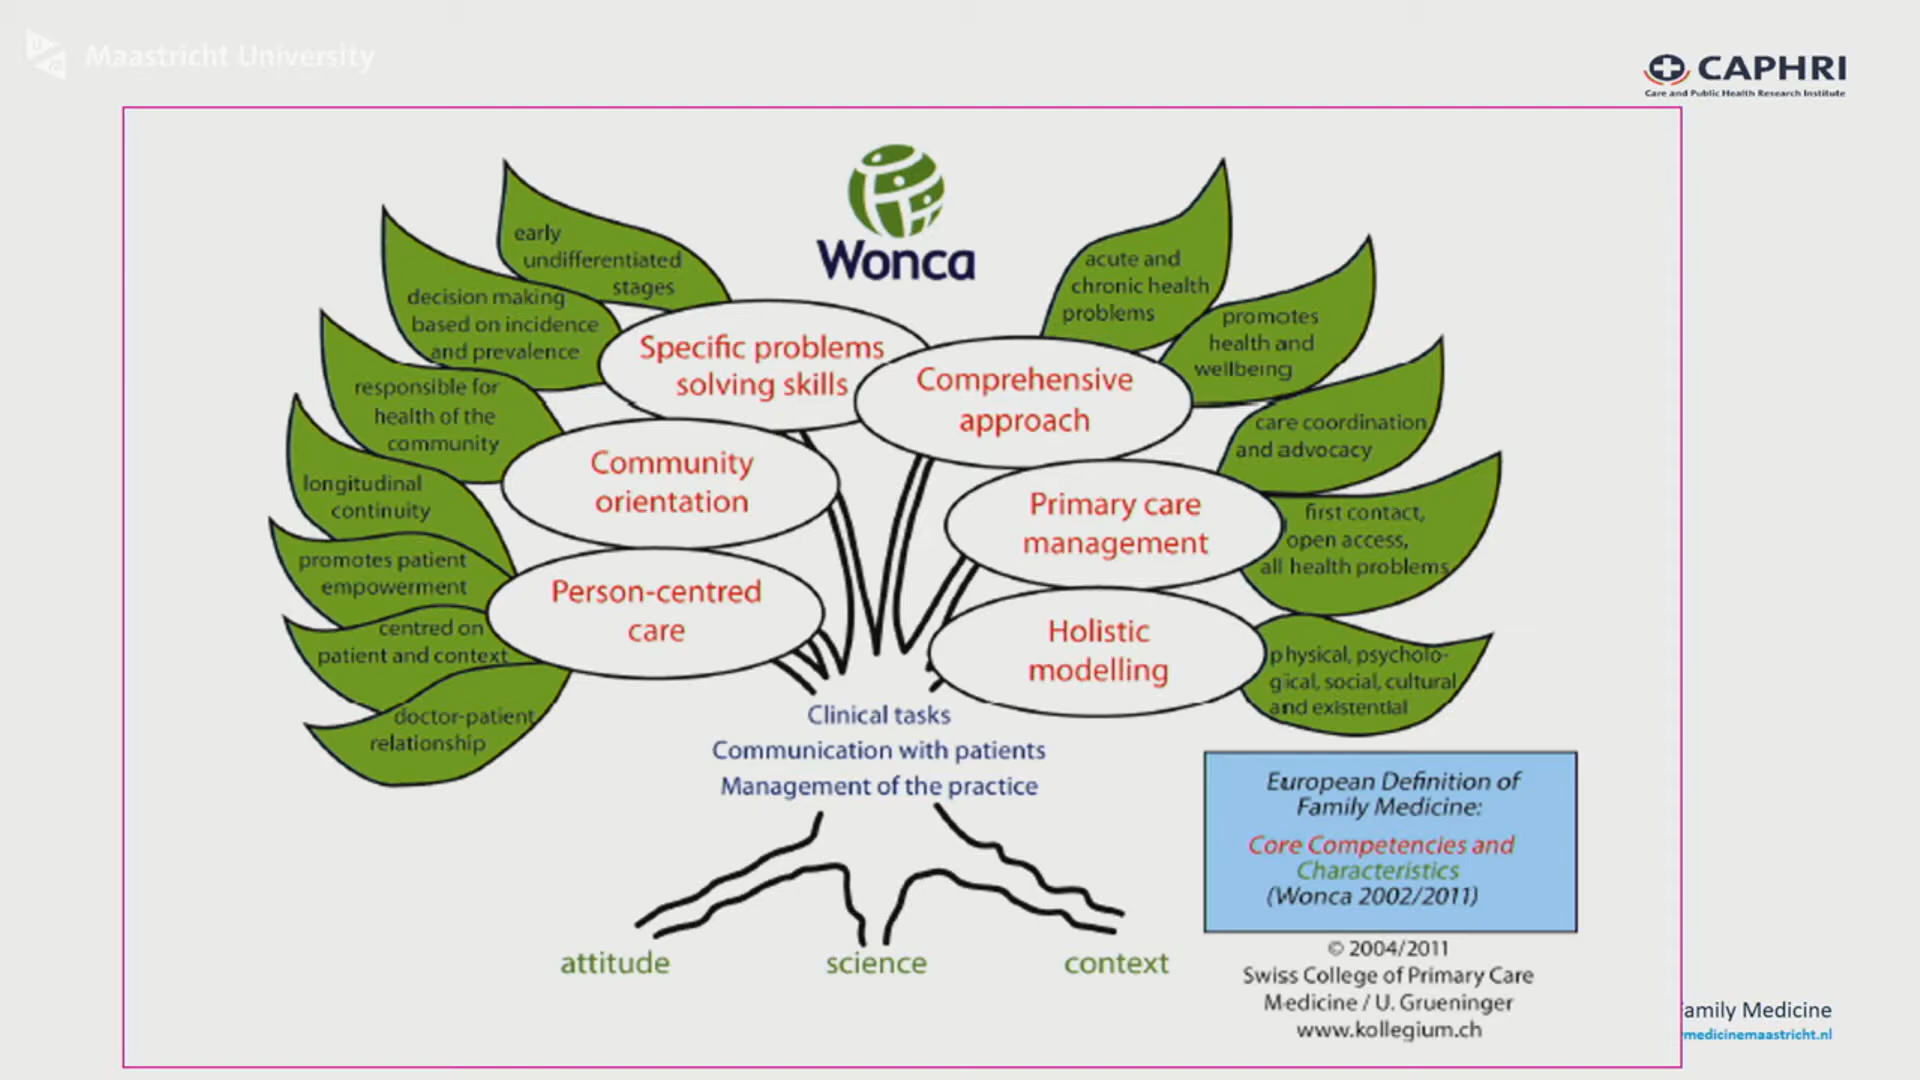 Maastricht University
CAPHRI
Care and Public Health Research Institute
Wonca
early
undifferentiated
stages
decision making
based on incidence
and prevalence
responsible for
health of the
community
longitudinal
continuity
promotes patient
empowerment
centred on
patient and context
doctor-patient
relationship
Specific problems
solving skills
Community
orientation
Person-centred
care
Comprehensive
approach
Primary care
management
Holistic
modelling
acute and
chronic health
problems
promotes
health and
wellbeing
care coordination
and advocacy
first contact,
open access,
all health problems
physical, psycholo-
gical, social, cultural
and existential
Clinical tasks
Communication with patients
Management of the practice
attitude
science
context
European Definition of
Family Medicine:
Core Competencies and
Characteristics
(Wonca 2002/2011)
© 2004/2011
Swiss College of Primary Care
Medicine / U. Grueninger
www.kollegium.ch
amily Medicine
medicinemaastricht.nl